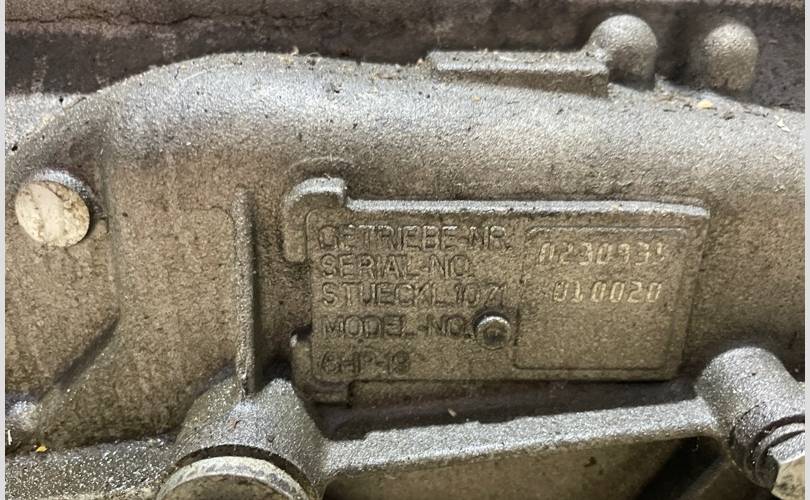 GETRIEBE-NR. 0230935
SERIAL-NO.
STUECKL.1071 010020
MODEL-NO.
6HP-19